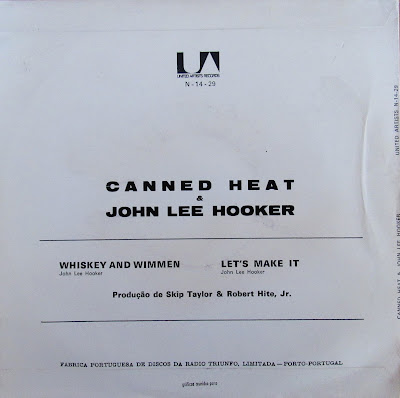 UA
UNITED ARTISTS RECORDS
N-14-29
CANNED HEAT
&
JOHN LEE HOOKER
WHISKEY AND WIMMEN
John Lee Hooker
LET'S MAKE IT
John Lee Hooker
Produção de Skip Taylor & Robert Hite, Jr.
FÁBRICA PORTUGUESA DE DISCOS DA RÁDIO TRIUNFO, LIMITADA — PORTO-PORTUGAL
UNITED ARTISTS N-14-29
CANNED HEAT & JOHN LEE HOOKER